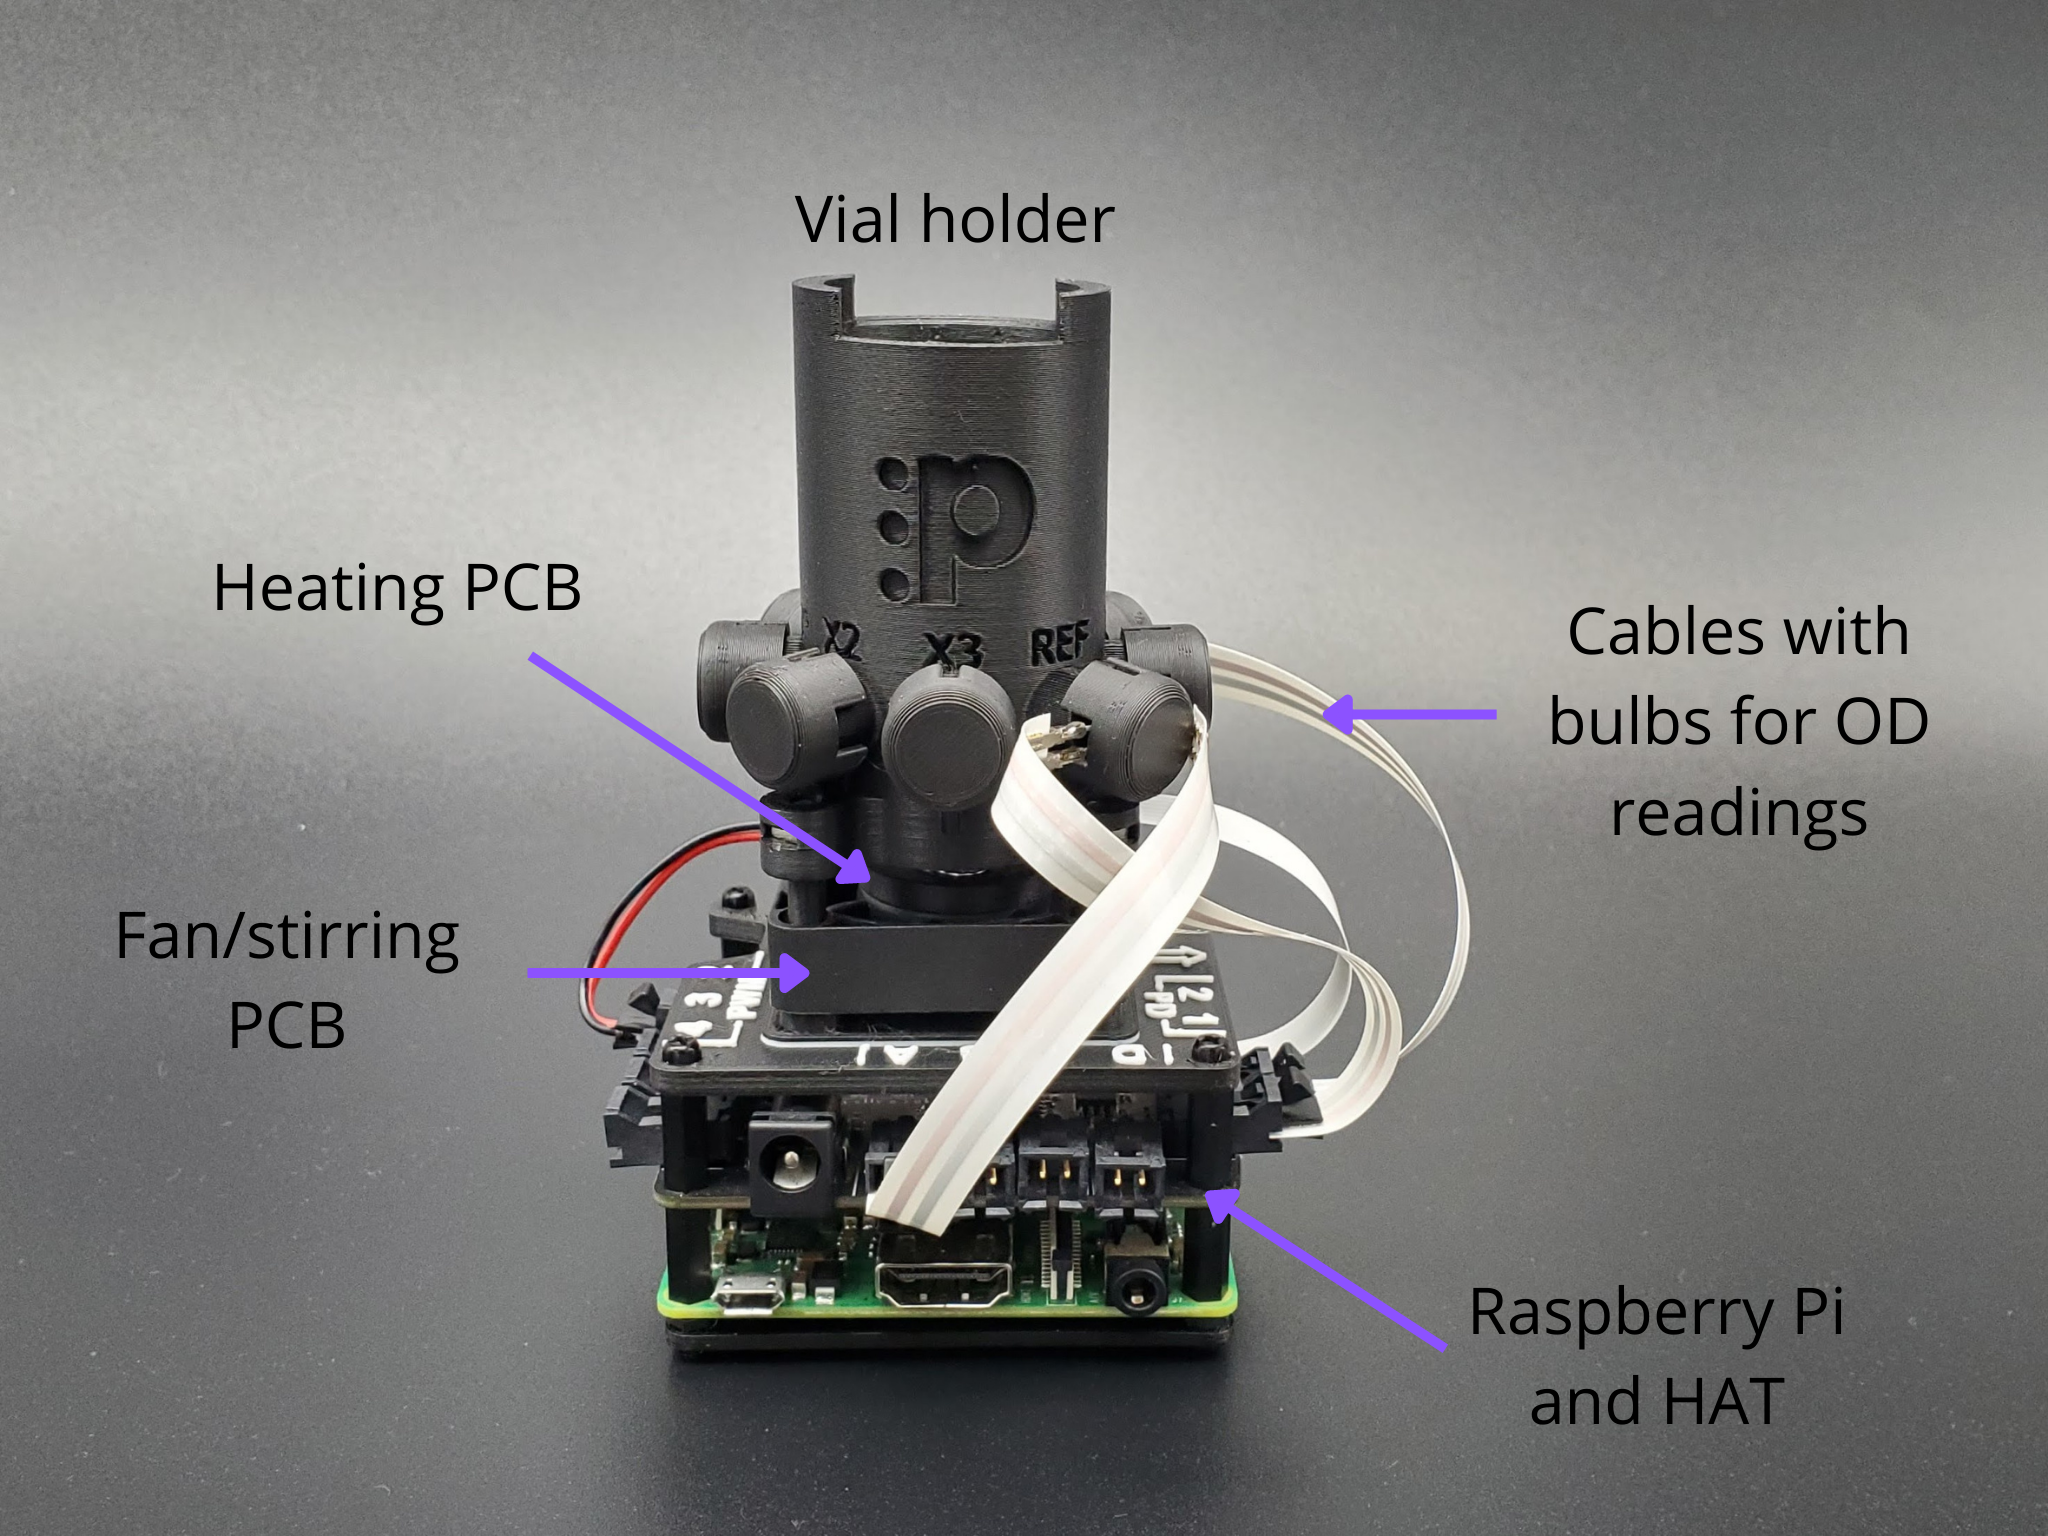 Vial holder
Heating PCB
Cables with
bulbs for OD
readings
X2
X3
REF
Fan/stirring
PCB
Raspberry Pi
and HAT
p
3
4
PWM
2
1
PD